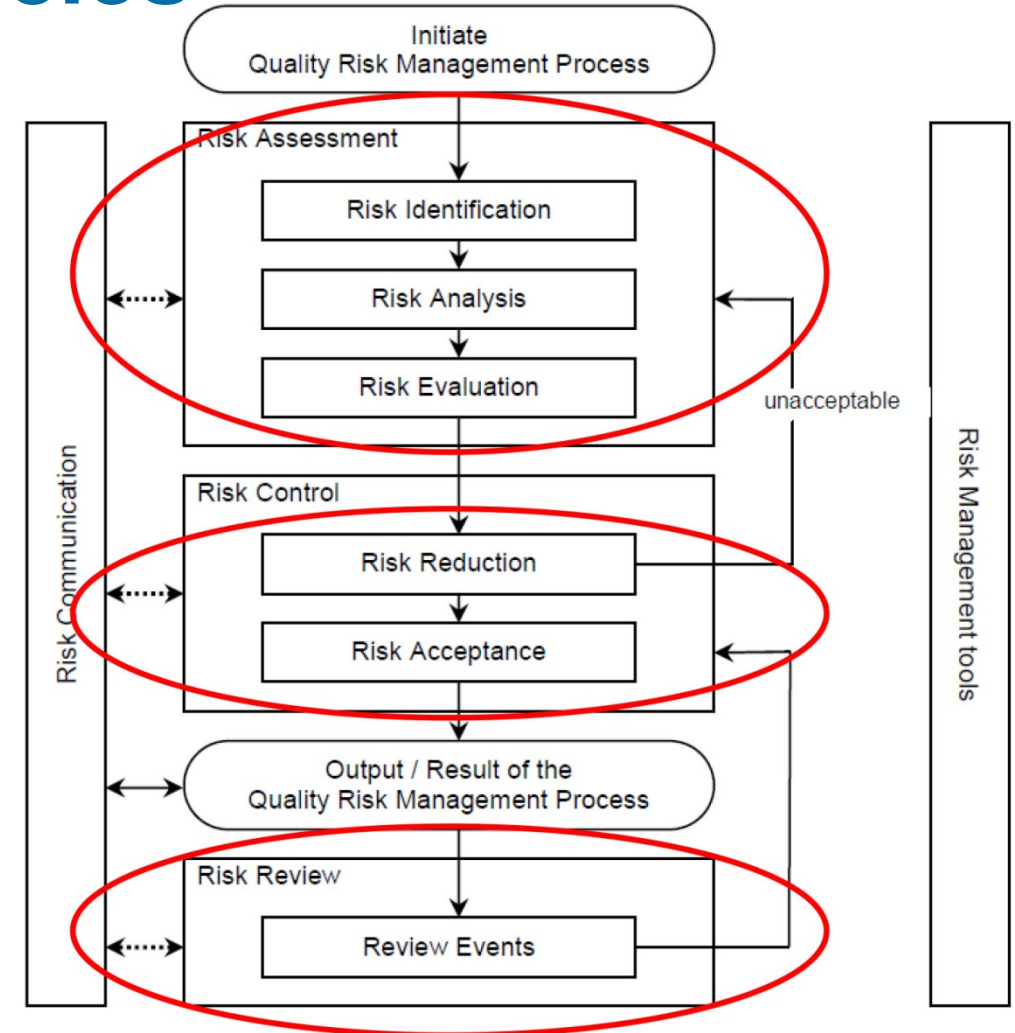 Initiate
Quality Risk Management Process
Risk Assessment
Risk Identification
Risk Analysis
Risk Evaluation
unacceptable
Risk Communication
Risk Management tools
Risk Control
Risk Reduction
Risk Acceptance
Output / Result of the
Quality Risk Management Process
Risk Review
Review Events